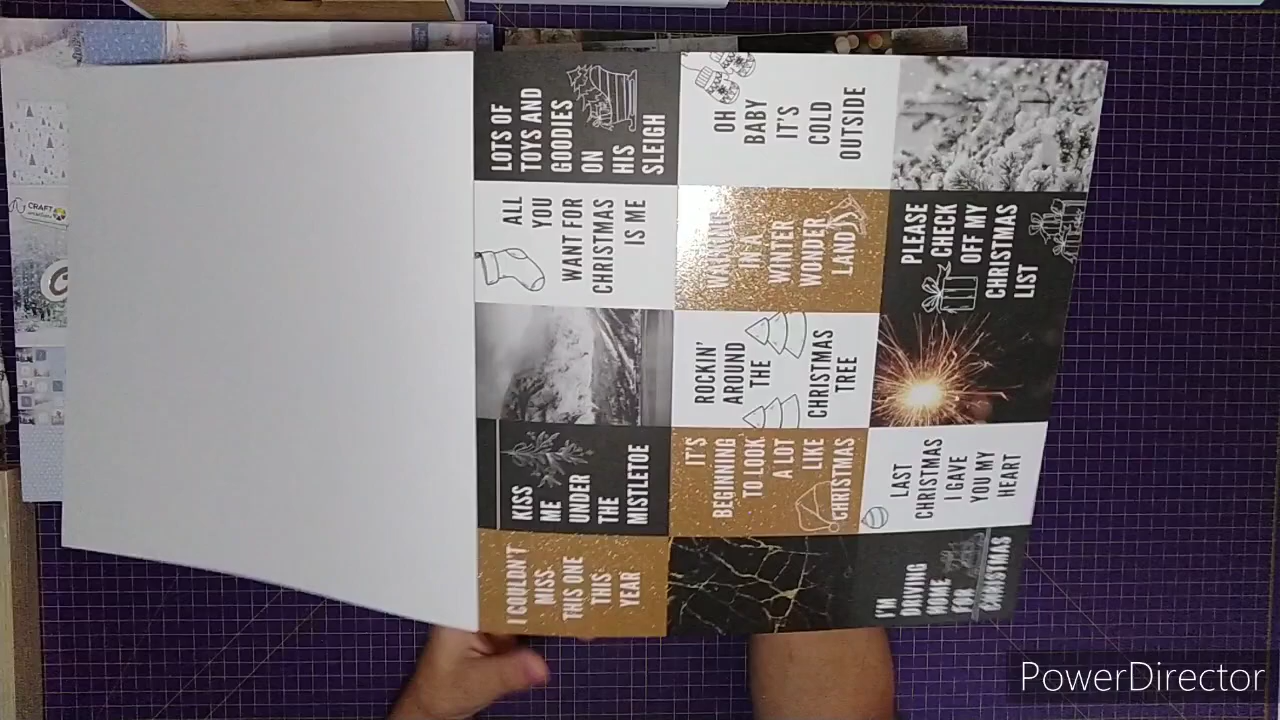 LOTS OF
TOYS AND
GOODIES
ON
HIS
SLEIGH
OH
BABY
IT'S
COLD
OUTSIDE
ALL
YOU
WANT FOR
CHRISTMAS
IS ME
IN A
WINTER
WONDER
LAND
PLEASE
CHECK
OFF MY
CHRISTMAS
LIST
ROCKIN'
AROUND
THE
CHRISTMAS
TREE
KISS
ME
UNDER
THE
MISTLETOE
IT'S
BEGINNING
TO LOOK
A LOT
LIKE
CHRISTMAS
LAST
CHRISTMAS
I GAVE
YOU MY
HEART
I COULDN'T
MISS
THIS ONE
THIS
YEAR
I'M
DRIVING
HOME
FOR
CHRISTMAS
CRAFT
PowerDirector